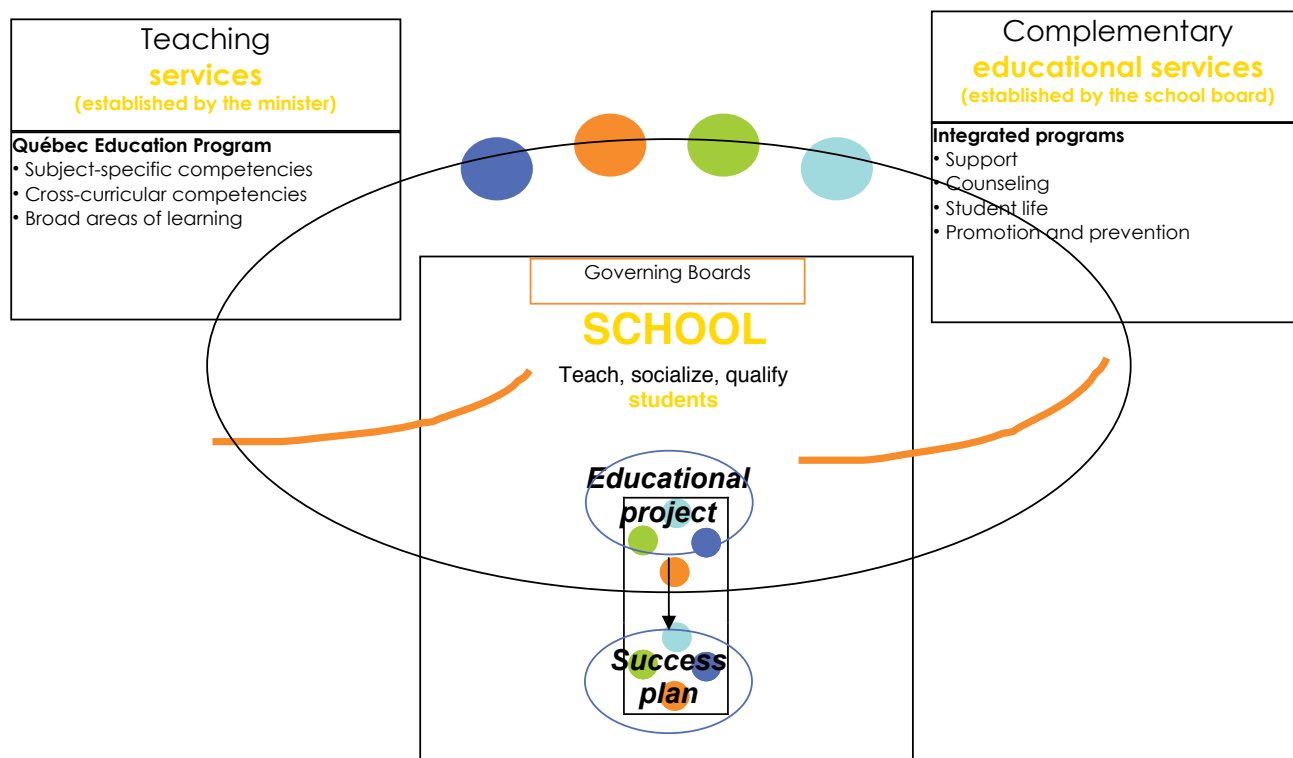 Teaching
services
(established by the minister)
Québec Education Program
• Subject-specific competencies
• Cross-curricular competencies
• Broad areas of learning
Complementary
educational services
(established by the school board)
Integrated programs
• Support
• Counseling
• Student life
• Promotion and prevention
Governing Boards
SCHOOL
Teach, socialize, qualify
students
Educational
project
Success
plan